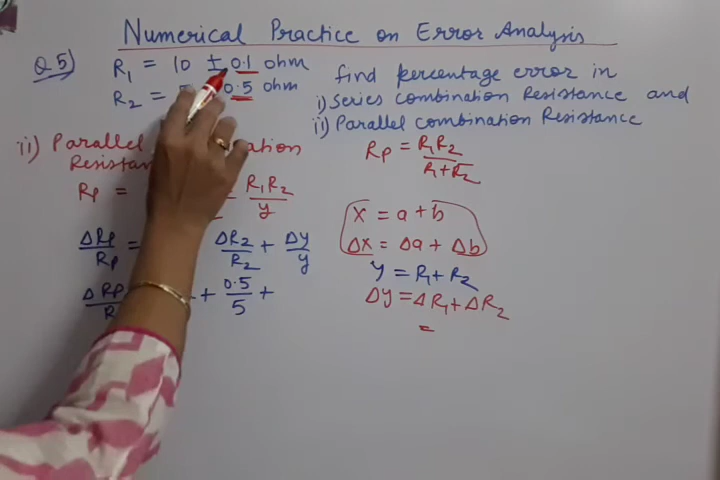 Numerical Practice on Error Analysis
Q5)
R₁ = 10 ± 0.1 ohm
R₂ = 0.5 ohm
find percentage error in
i) Series combination Resistance and
ii) Parallel combination Resistance
ii) Parallel
Rp = R₁R₂ / y
ΔRp/Rp = ΔR₂/R₂ + Δy/y
+ 0.5/5 +
Rp = R₁R₂ / R₁+R₂
x = a + b
Δx = Δa + Δb
y = R₁ + R₂
Δy = ΔR₁ + ΔR₂
=